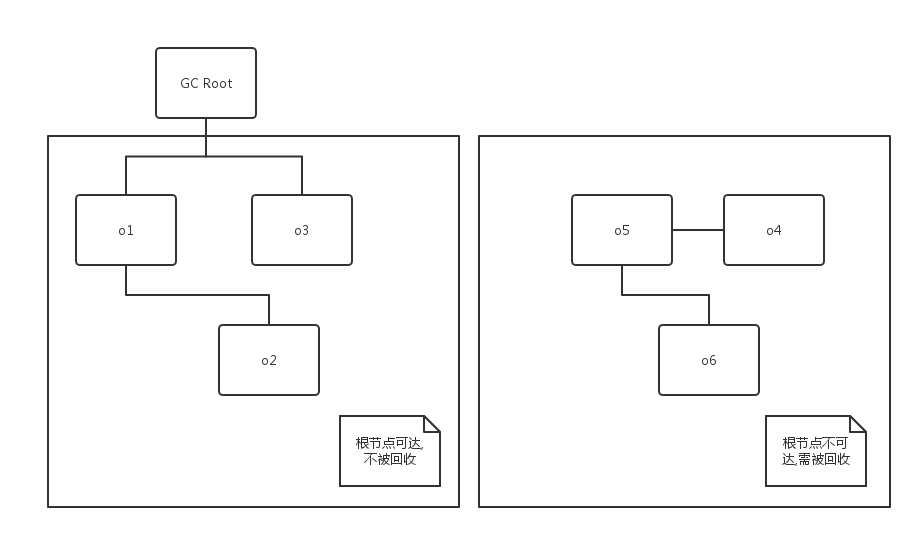 GC Root
o1
o3
o5
o4
o2
o6
根节点可达,
不被回收
根节点不可
达,需被回收